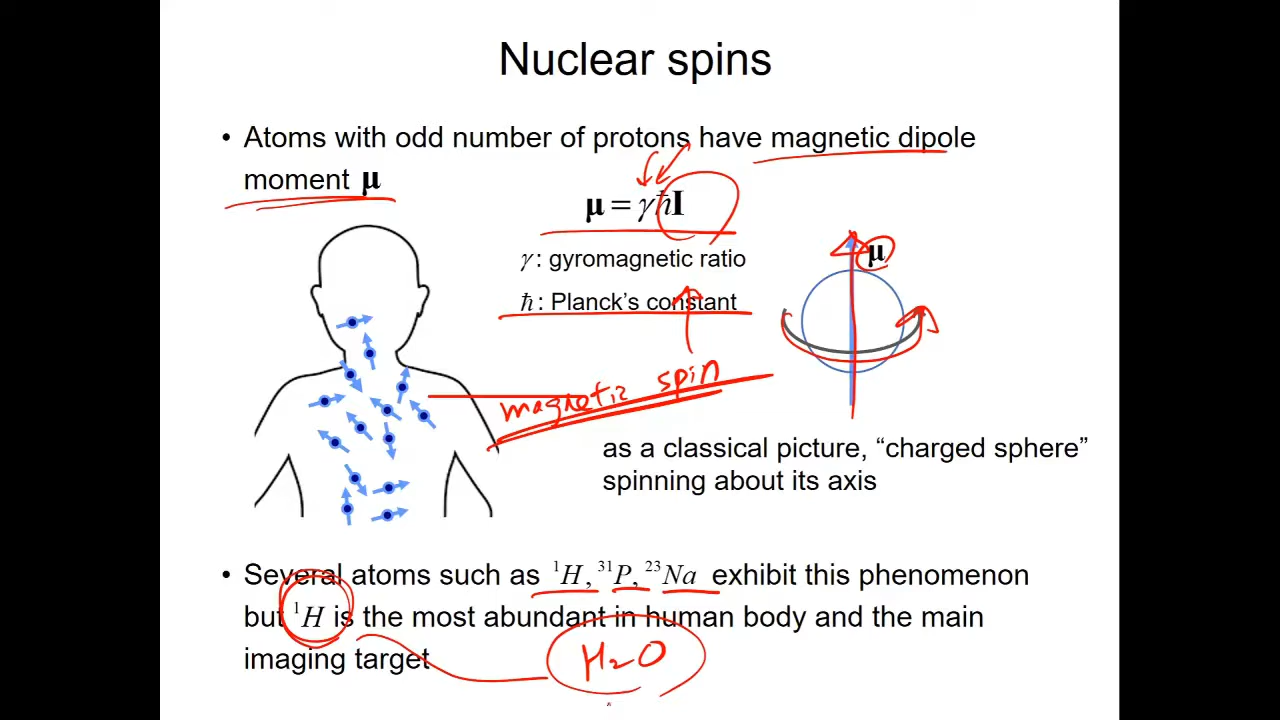 Nuclear spins
• Atoms with odd number of protons have magnetic dipole
moment μ
μ = γħI
γ : gyromagnetic ratio
ħ : Planck's constant
μ
magnetic spin
as a classical picture, “charged sphere”
spinning about its axis
• Several atoms such as ¹H, ³¹P, ²³Na exhibit this phenomenon
but ¹H is the most abundant in human body and the main
imaging target
H₂O